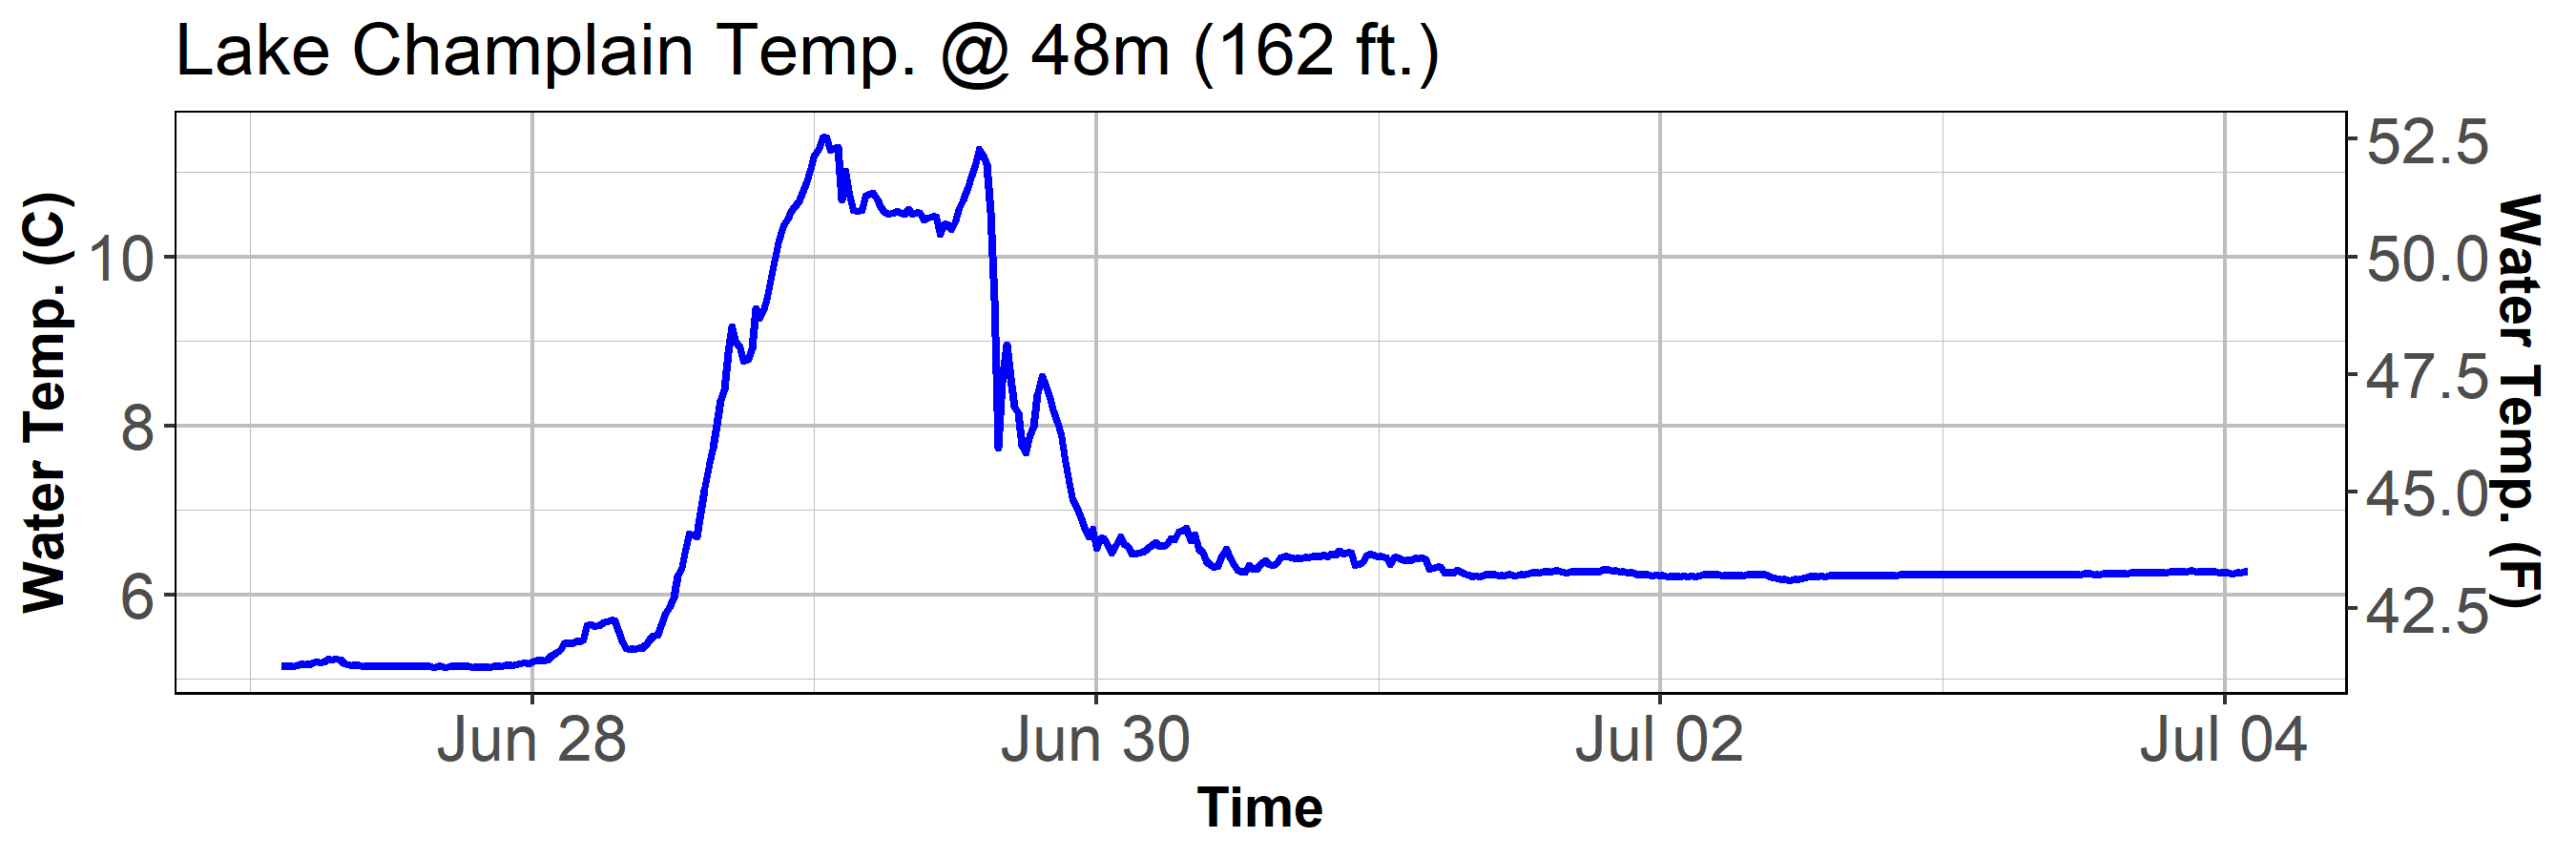 Lake Champlain Temp. @ 48m (162 ft.)
Water Temp. (C)
10
8
6
52.5
50.0
47.5
45.0
42.5
Water Temp. (F)
Jun 28 Jun 30 Jul 02 Jul 04
Time